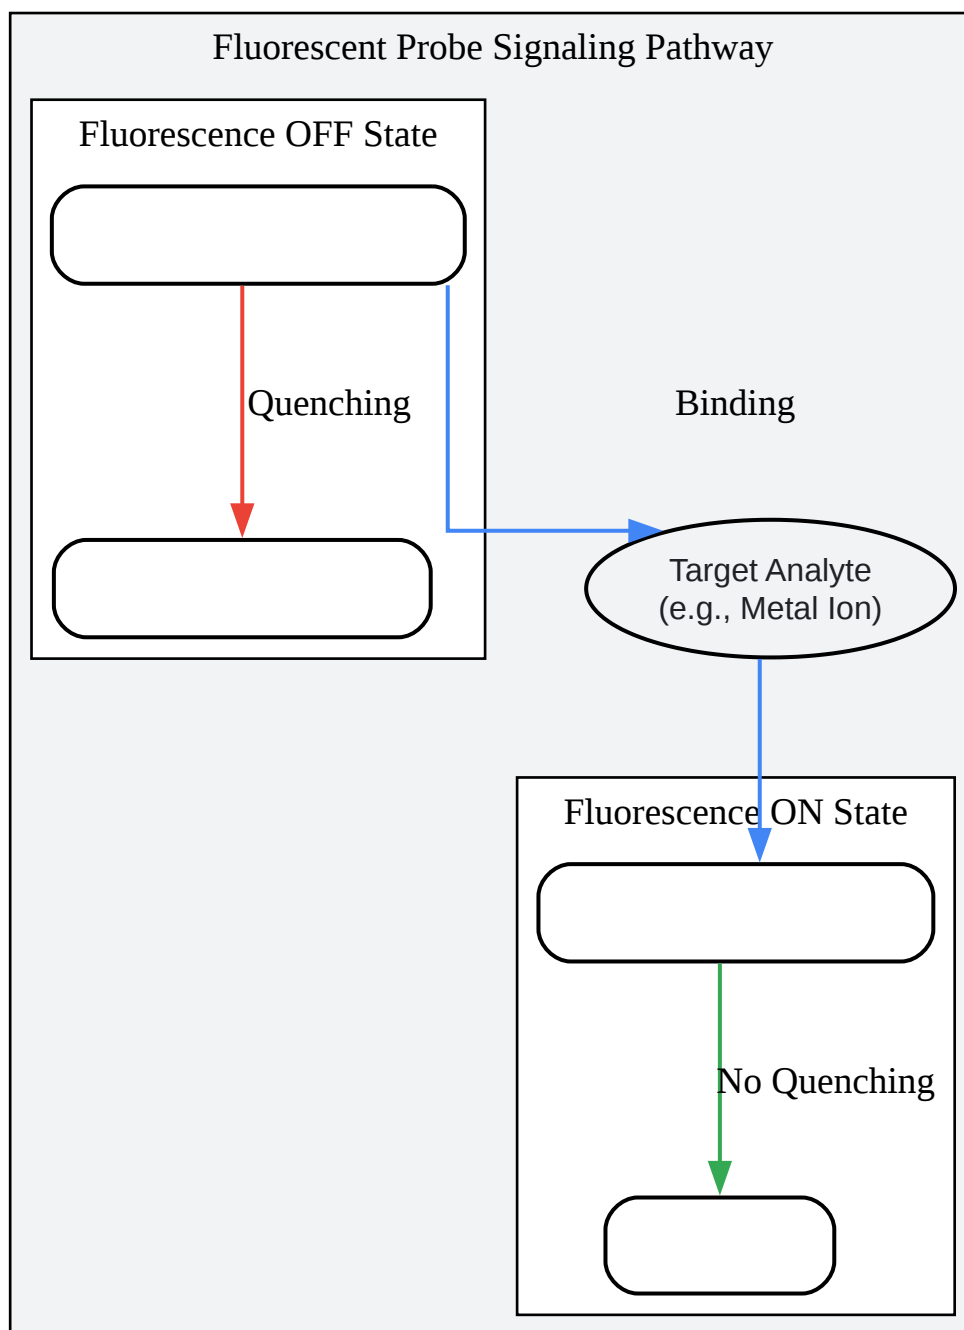 Fluorescent Probe Signaling Pathway
Fluorescence OFF State
Quenching
Binding
Target Analyte
(e.g., Metal Ion)
Fluorescence ON State
No Quenching